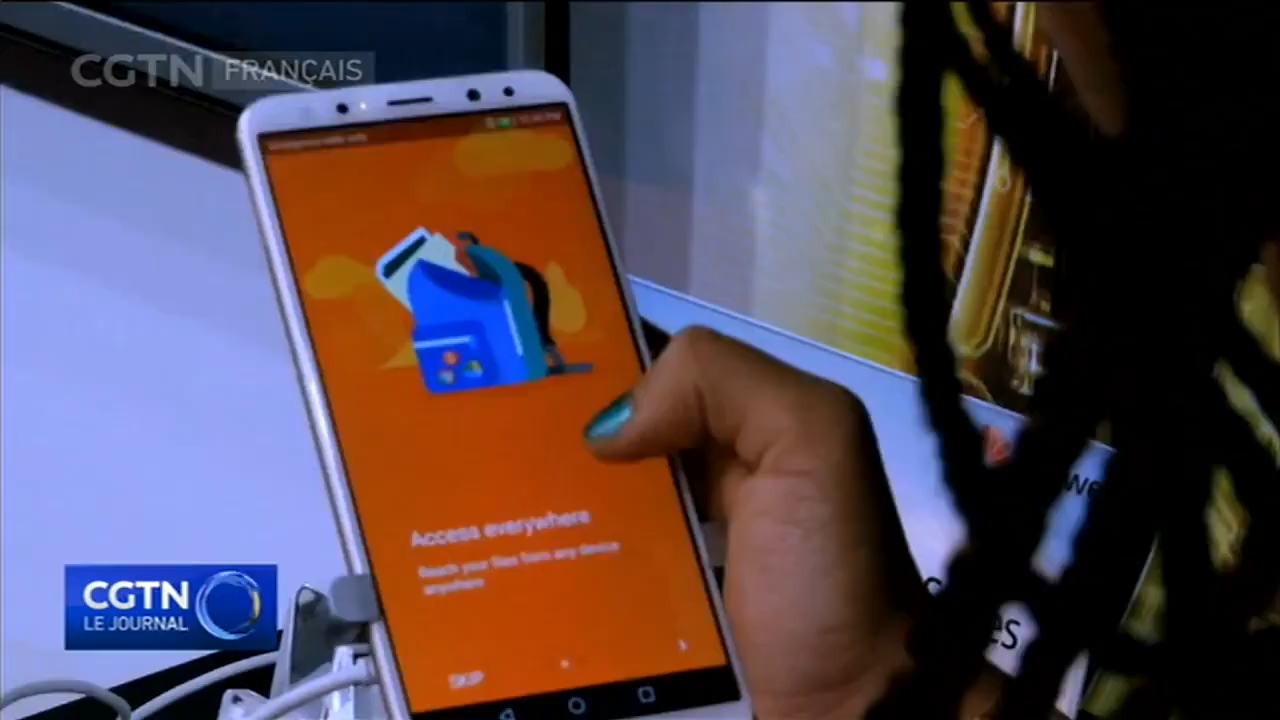 CGTN FRANÇAIS
Access everywhere
Reach your files from any device
anywhere
SKIP
CGTN
LE JOURNAL